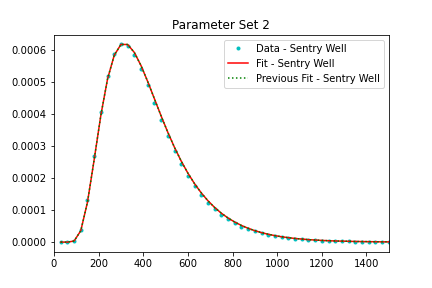 Parameter Set 2
Data - Sentry Well
Fit - Sentry Well
Previous Fit - Sentry Well
0.0006
0.0005
0.0004
0.0003
0.0002
0.0001
0.0000
0 200 400 600 800 1000 1200 1400